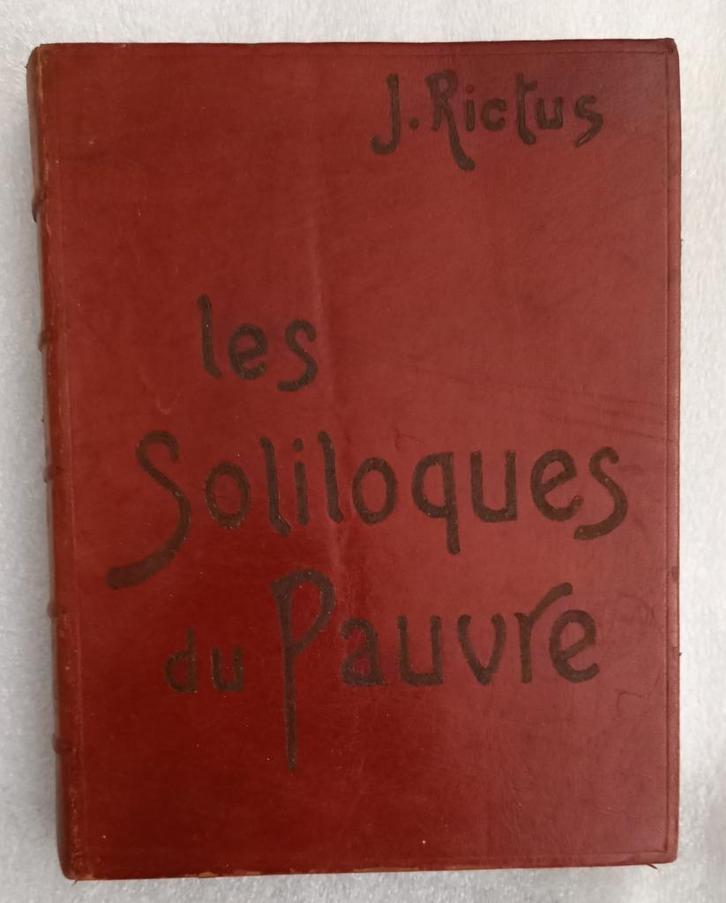 J. Rictus
les
Soliloques
du Pauvre